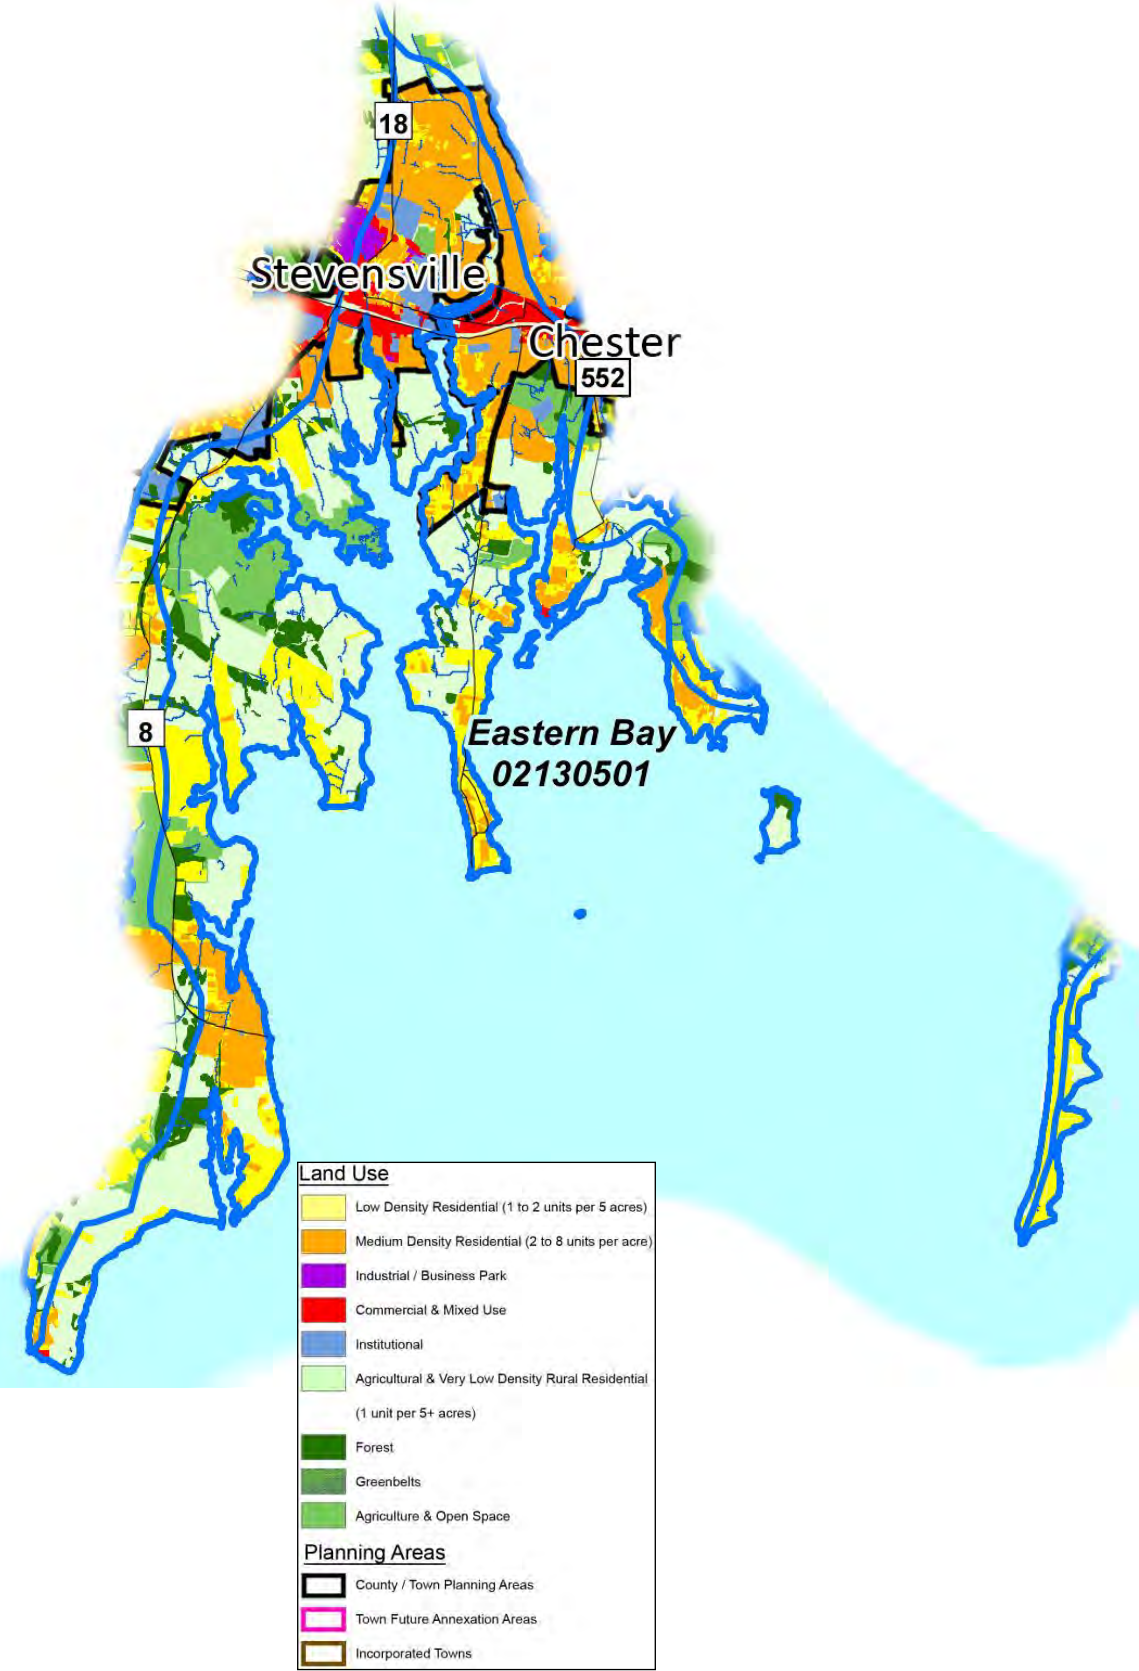 18
Stevensville
Chester
552
8
Eastern Bay
02130501
Land Use
Low Density Residential (1 to 2 units per 5 acres)
Medium Density Residential (2 to 8 units per acre)
Industrial / Business Park
Commercial & Mixed Use
Institutional
Agricultural & Very Low Density Rural Residential
(1 unit per 5+ acres)
Forest
Greenbelts
Agriculture & Open Space
Planning Areas
County / Town Planning Areas
Town Future Annexation Areas
Incorporated Towns